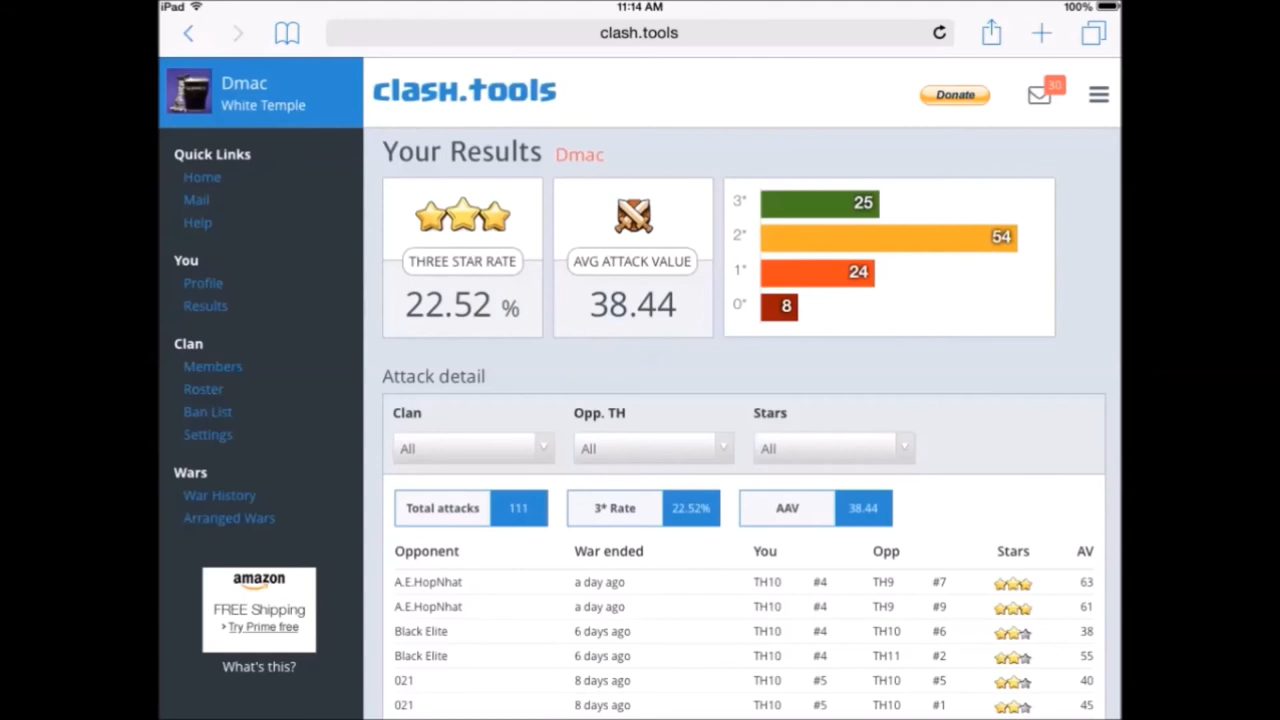 iPad 11:14 AM 100%
clash.tools
Dmac
White Temple
clash.tools
Donate
30
Quick Links
Home
Mail
Help
You
Profile
Results
Clan
Members
Roster
Ban List
Settings
Wars
War History
Arranged Wars
amazon
FREE Shipping
› Try Prime free
What's this?
Your Results Dmac
THREE STAR RATE
22.52 %
AVG ATTACK VALUE
38.44
3* 25
2* 54
1* 24
0* 8
Attack detail
Clan Opp. TH Stars
All All All
Total attacks 111 3* Rate 22.52% AAV 38.44
Opponent War ended You Opp Stars AV
A.E.HopNhat a day ago TH10 #4 TH9 #7 63
A.E.HopNhat a day ago TH10 #4 TH9 #9 61
Black Elite 6 days ago TH10 #4 TH10 #6 38
Black Elite 6 days ago TH10 #4 TH11 #2 55
021 8 days ago TH10 #5 TH10 #5 40
021 8 days ago TH10 #5 TH10 #1 45